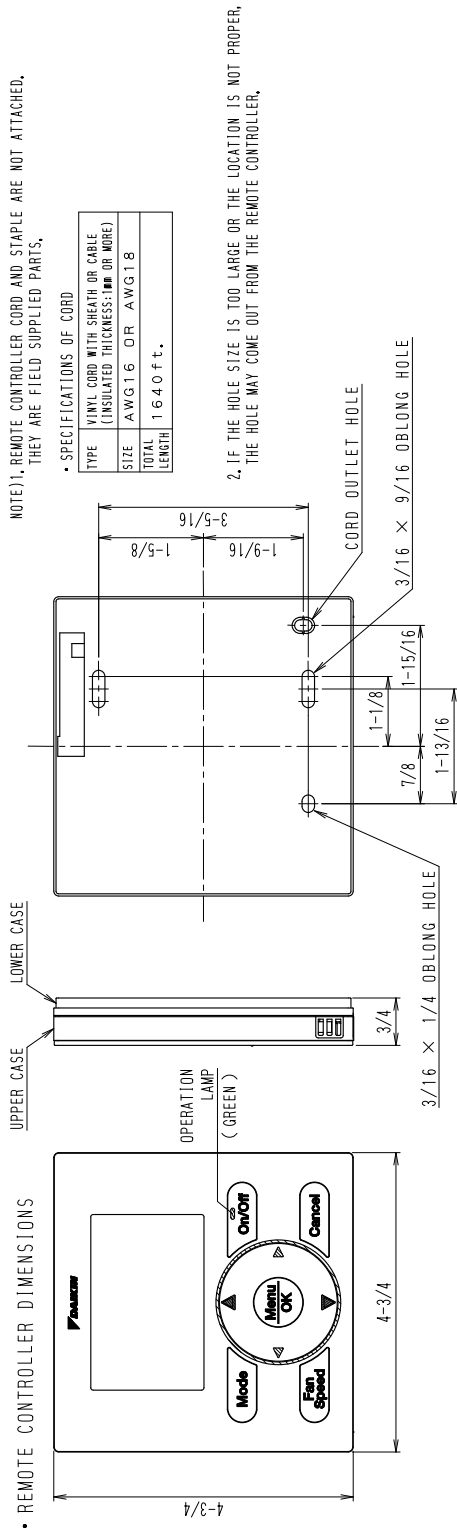 • REMOTE CONTROLLER DIMENSIONS
DAIKIN
Mode
On/Off
Menu
OK
Fan
Speed
Cancel
4-3/4
4-3/4
OPERATION
LAMP
(GREEN)
UPPER CASE
LOWER CASE
3/4
1-5/8
1-9/16
3-5/16
7/8
1-1/8
1-15/16
1-13/16
CORD OUTLET HOLE
3/16 × 9/16 OBLONG HOLE
3/16 × 1/4 OBLONG HOLE
NOTE)1. REMOTE CONTROLLER CORD AND STAPLE ARE NOT ATTACHED.
THEY ARE FIELD SUPPLIED PARTS.
• SPECIFICATIONS OF CORD
TYPE VINYL CORD WITH SHEATH OR CABLE
(INSULATED THICKNESS:1mm OR MORE)
SIZE AWG16 OR AWG18
TOTAL
LENGTH 1640ft.
2. IF THE HOLE SIZE IS TOO LARGE OR THE LOCATION IS NOT PROPER,
THE HOLE MAY COME OUT FROM THE REMOTE CONTROLLER.